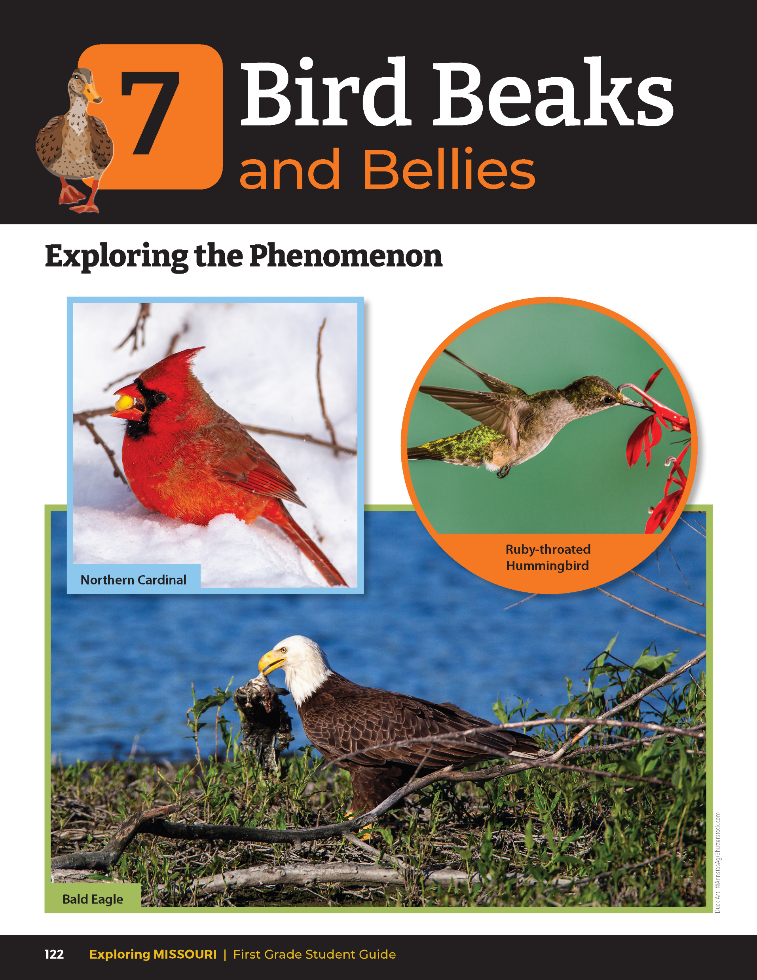 7
Bird Beaks
and Bellies
Exploring the Phenomenon
Northern Cardinal
Ruby-throated
Hummingbird
Bald Eagle
122 Exploring MISSOURI | First Grade Student Guide